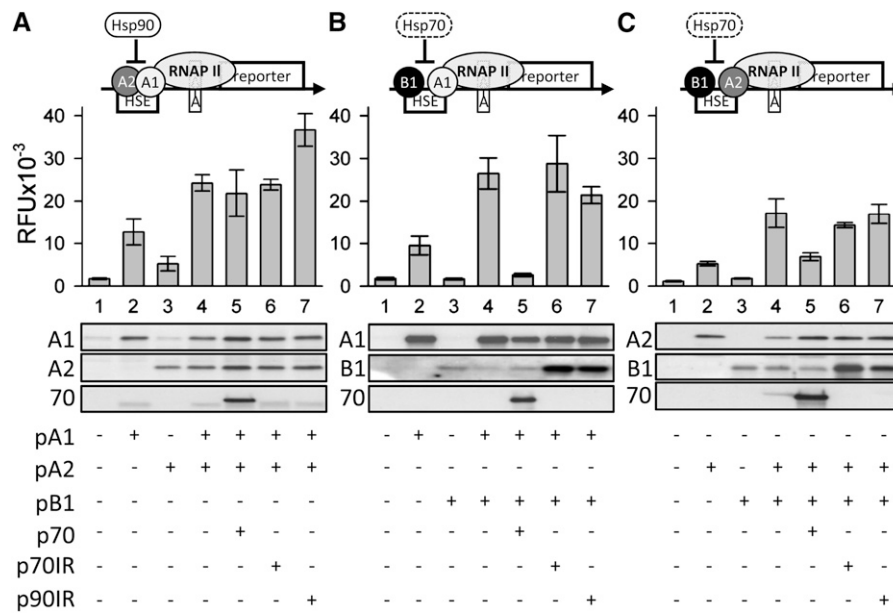 A B C
Hsp90 Hsp70 Hsp70
A2 A1 RNAP II reporter
HSE A
B1 A1 RNAP II reporter
HSE A
B1 A2 RNAP II reporter
HSE A
RFUx10⁻³
40
30
20
10
0
1 2 3 4 5 6 7
40
30
20
10
0
1 2 3 4 5 6 7
40
30
20
10
0
1 2 3 4 5 6 7
A1 A1 A2
A2 B1 B1
70 70 70
pA1 - + - + + + + - + - + + + + - - - - - - -
pA2 - - + + + + + - - - - - - - - + - + + + +
pB1 - - - - - - - - - + + + + + - - + + + + +
p70 - - - - + - - - - - - + - - - - - - + - -
p70IR - - - - - + - - - - - - + - - - - - - + -
p90IR - - - - - - + - - - - - - + - - - - - - +